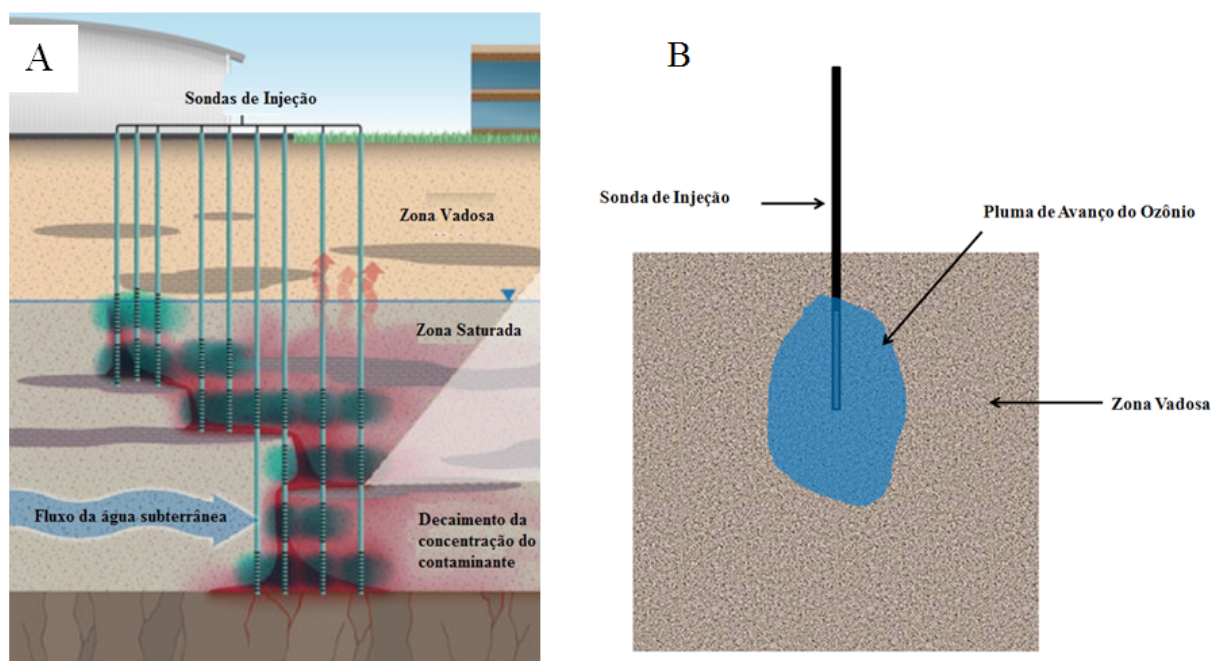 A
Sondas de Injeção
Zona Vadosa
Zona Saturada
Fluxo da água subterrânea
Decaimento da
concentração do
contaminante
B
Sonda de Injeção
Pluma de Avanço do Ozônio
Zona Vadosa